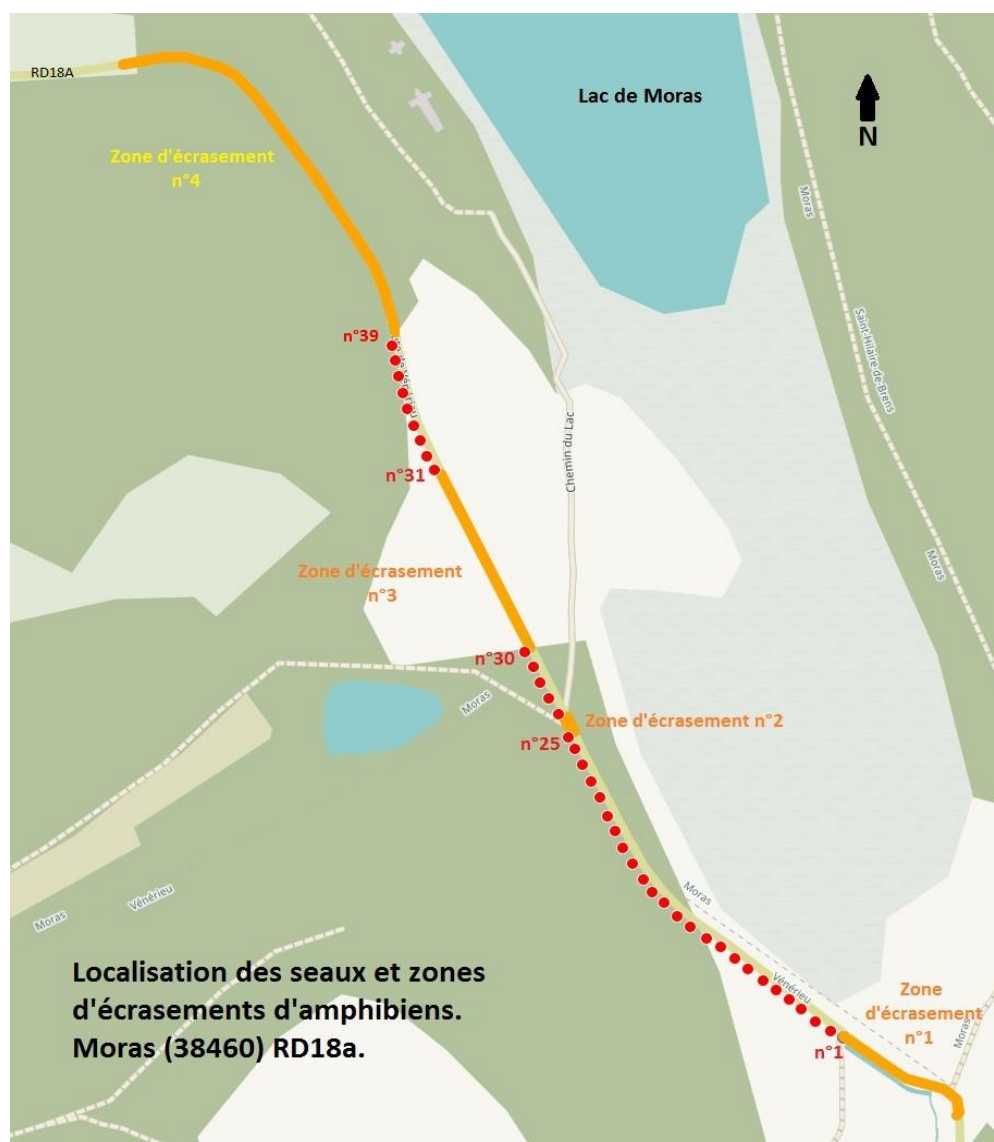 RD18A
Lac de Moras
N
Zone d'écrasement
n°4
Moras
Saint-Hilaire-de-Brens
Moras
n°39
Vénérieu
Chemin du Lac
n°31
Zone d'écrasement
n°3
n°30
Moras
Zone d'écrasement n°2
n°25
Moras
Vénérieu
Moras
Vénérieu
Localisation des seaux et zones
d'écrasements d'amphibiens.
Moras (38460) RD18a.
Zone
d'écrasement
n°1
Moras
n°1